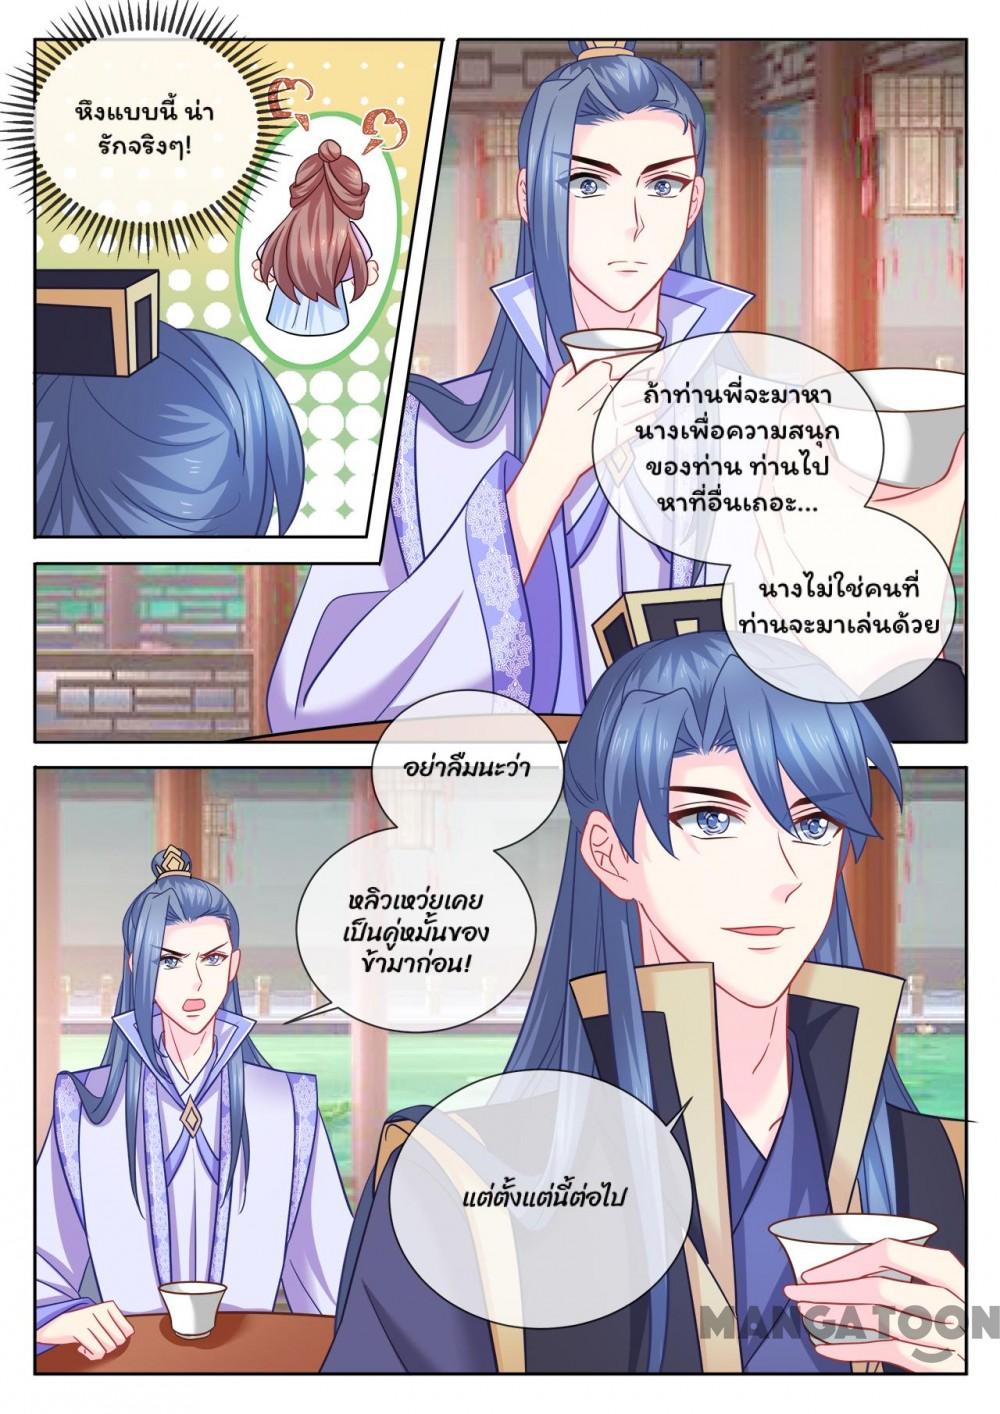 หึงแบบนี้ น่า
รักจริงๆ!
ถ้าท่านพี่จะมาหา
นางเพื่อความสนุก
ของท่าน ท่านไป
หาที่อื่นเถอะ...
นางไม่ใช่คนที่
ท่านจะมาเล่นด้วย
อย่าลืมนะว่า
หลิวเหว่ยเคย
เป็นคู่หมั้นของ
ข้ามาก่อน!
แต่ตั้งแต่นี้ต่อไป
MANGATOON